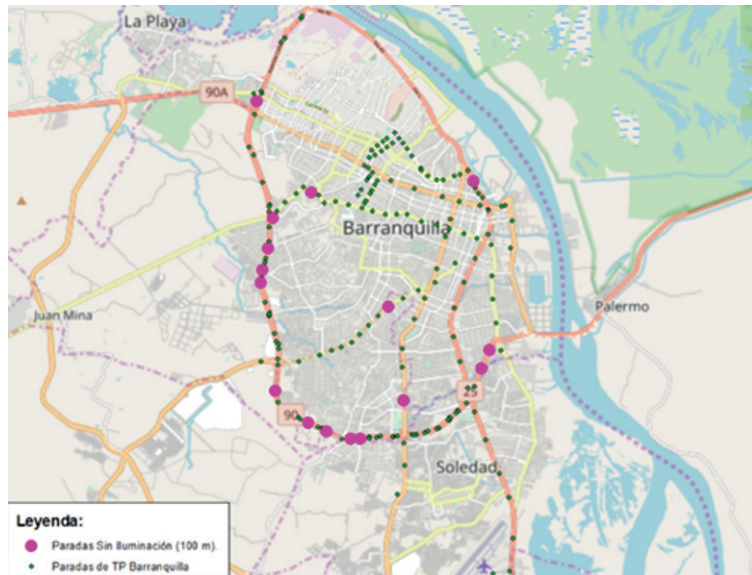 La Playa
90A
Barranquilla
Juan Mina
Palermo
90
25
Soledad
Leyenda:
Paradas Sin Iluminación (100 m).
Paradas de TP Barranquilla